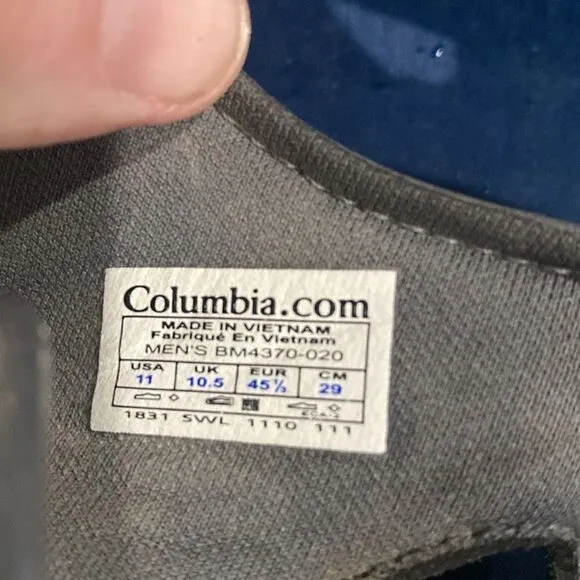 Columbia.com
MADE IN VIETNAM
Fabriqué En Vietnam
MEN'S BM4370-020
USA UK EUR CM
11 10.5 45⅓ 29
1831 SWL 1110 111